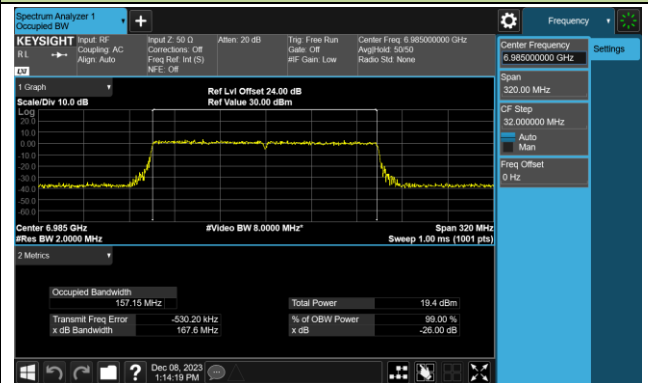 Spectrum Analyzer 1
Occupied BW
Frequency
KEYSIGHT
RL
Input: RF
Coupling: AC
Align: Auto
Input Z: 50 Ω
Corrections: Off
Freq Ref: Int (S)
NFE: Off
Atten: 20 dB
Trig: Free Run
Gate: Off
#IF Gain: Low
Center Freq: 6.985000000 GHz
Avg|Hold: 50/50
Radio Std: None
Center Frequency
6.985000000 GHz
Settings
Span
320.00 MHz
CF Step
32.000000 MHz
Auto
Man
Freq Offset
0 Hz
1 Graph
Scale/Div 10.0 dB
Ref Lvl Offset 24.00 dB
Ref Value 30.00 dBm
Log
20.0
10.0
0.00
-10.0
-20.0
-30.0
-40.0
-50.0
-60.0
Center 6.985 GHz
#Video BW 8.0000 MHz*
Span 320 MHz
#Res BW 2.0000 MHz
Sweep 1.00 ms (1001 pts)
2 Metrics
Occupied Bandwidth
157.15 MHz
Total Power
19.4 dBm
Transmit Freq Error
-530.20 kHz
% of OBW Power
99.00 %
x dB Bandwidth
167.6 MHz
x dB
-26.00 dB
?
Dec 08, 2023
1:14:19 PM